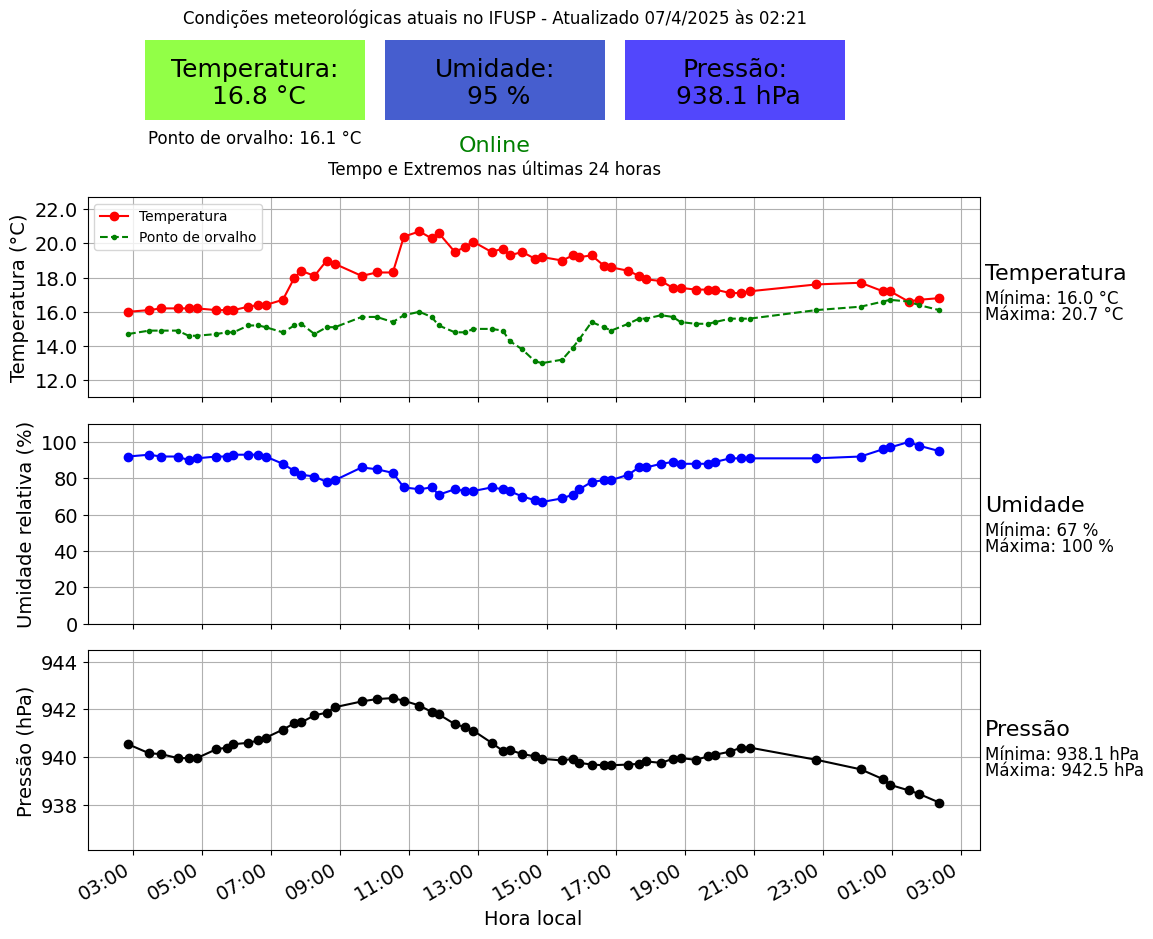 Condições meteorológicas atuais no IFUSP - Atualizado 07/4/2025 às 02:21
Temperatura:
16.8 °C
Umidade:
95 %
Pressão:
938.1 hPa
Ponto de orvalho: 16.1 °C
Online
Tempo e Extremos nas últimas 24 horas
Temperatura (°C)
22.0
20.0
18.0
16.0
14.0
12.0
Temperatura
Ponto de orvalho
Temperatura
Mínima: 16.0 °C
Máxima: 20.7 °C
Umidade relativa (%)
100
80
60
40
20
0
Umidade
Mínima: 67 %
Máxima: 100 %
Pressão (hPa)
944
942
940
938
Pressão
Mínima: 938.1 hPa
Máxima: 942.5 hPa
03:00 05:00 07:00 09:00 11:00 13:00 15:00 17:00 19:00 21:00 23:00 01:00 03:00
Hora local